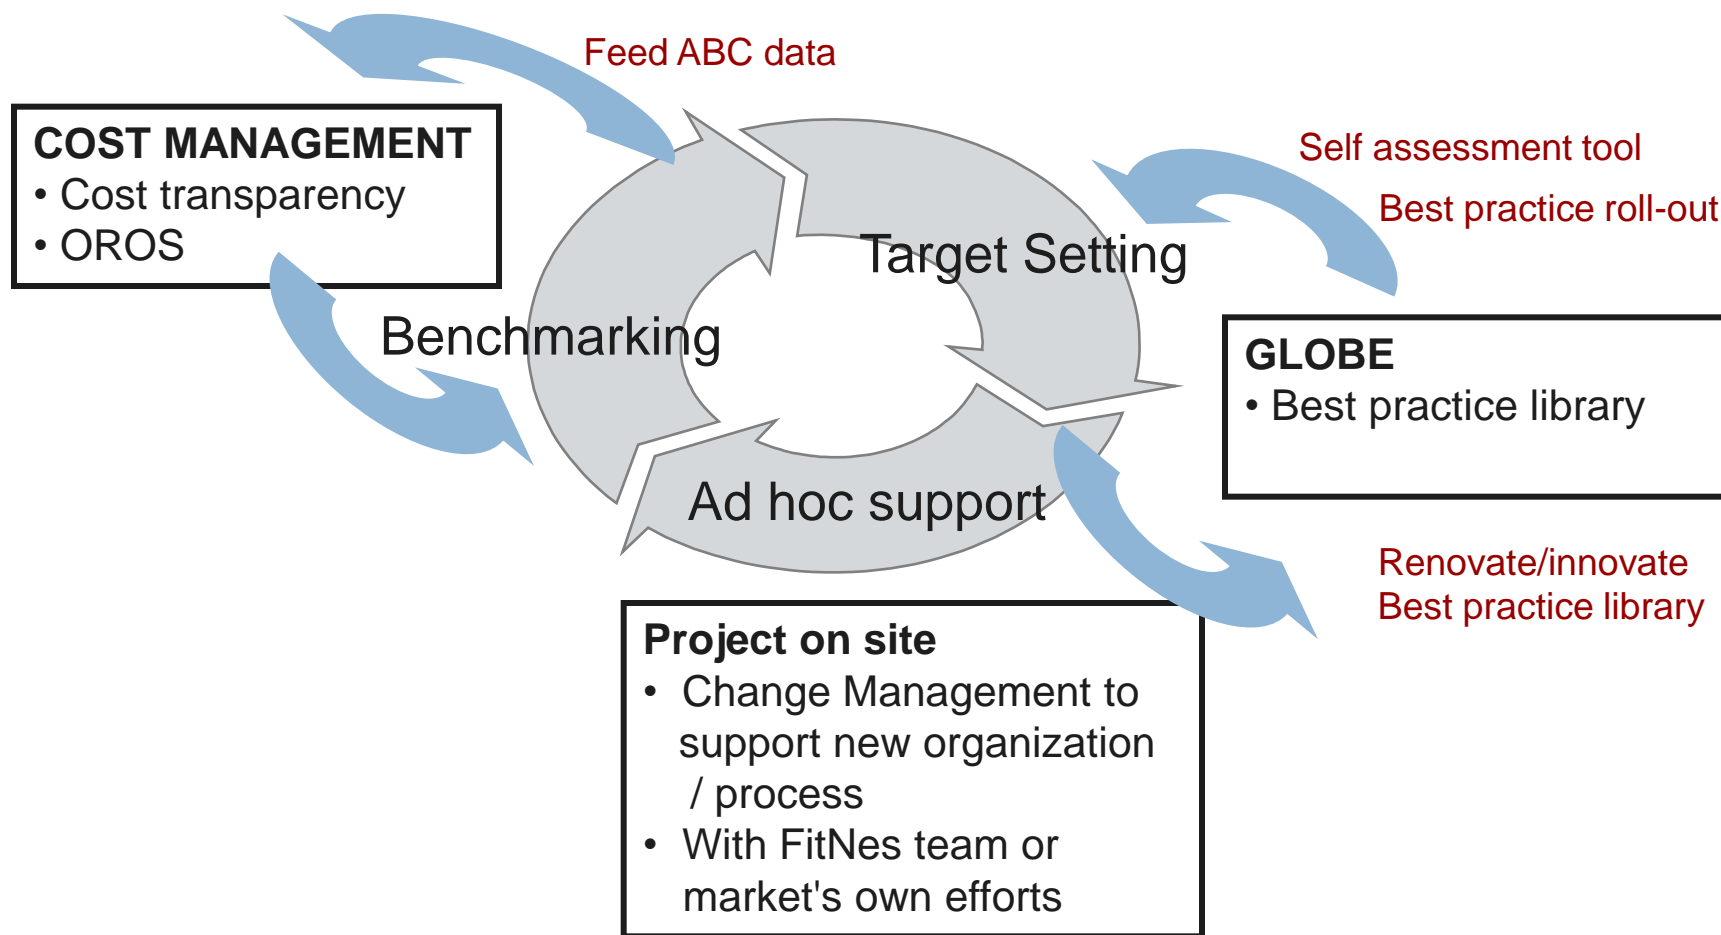 Feed ABC data
COST MANAGEMENT
• Cost transparency
• OROS
Self assessment tool
Best practice roll-out
Target Setting
Benchmarking
GLOBE
• Best practice library
Ad hoc support
Renovate/innovate
Best practice library
Project on site
• Change Management to
support new organization
/ process
• With FitNes team or
market's own efforts